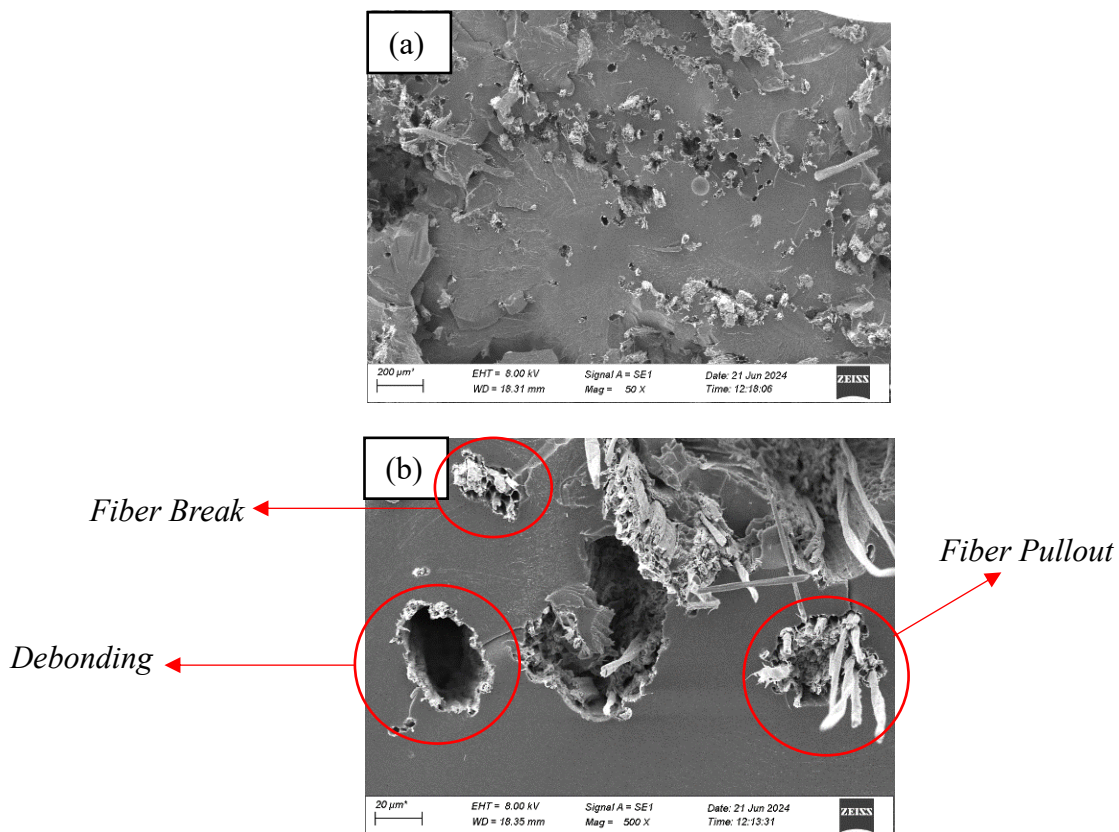 (a)
200 µm*
EHT = 8.00 kV
WD = 18.31 mm
Signal A = SE1
Mag = 50 X
Date: 21 Jun 2024
Time: 12:18:06
ZEISS
(b)
Fiber Break
Fiber Pullout
Debonding
20 µm*
EHT = 8.00 kV
WD = 18.35 mm
Signal A = SE1
Mag = 500 X
Date: 21 Jun 2024
Time: 12:13:31
ZEISS